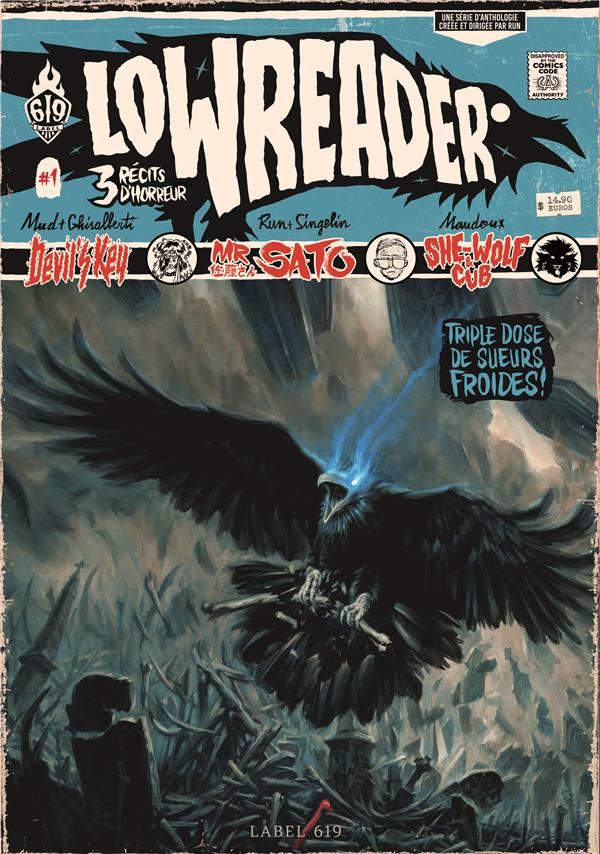 UNE SÉRIE D'ANTHOLOGIE
CRÉÉE ET DIRIGÉE PAR RUN
LOWREADER
DISAPPROVED
BY THE
COMICS
CODE
AUTHORITY
619
LABEL
#1
3 RÉCITS
D'HORREUR
$ 14.90
EUROS
Mud + Ghisallerti
Run + Singelin
Maudoux
Devil's Key
MR SATO
佐藤さん
SHE-WOLF
& CUB
TRIPLE DOSE
DE SUEURS
FROIDES!
LABEL 619